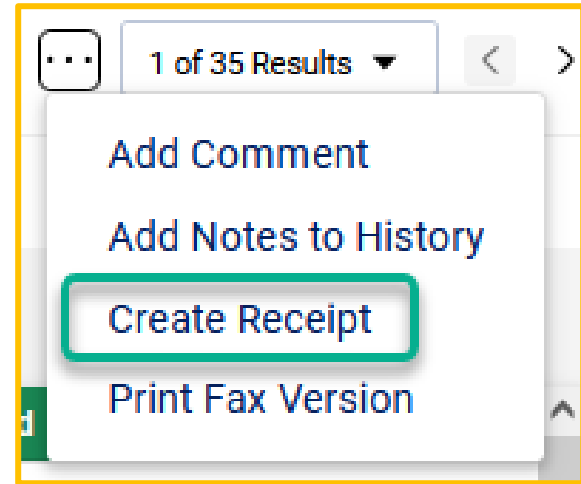 1 of 35 Results
Add Comment
Add Notes to History
Create Receipt
Print Fax Version